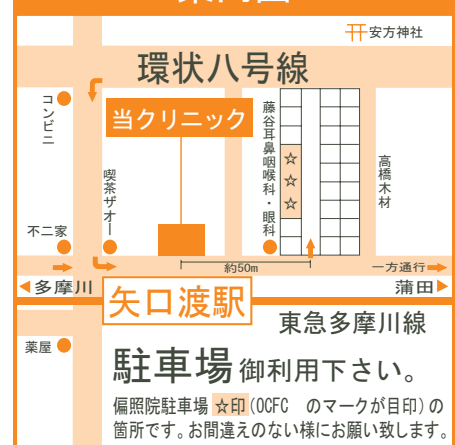 安方神社
環状八号線
コンビニ
当クリニック
藤谷耳鼻咽喉科・眼科
☆
☆
☆
喫茶ザオー
高橋木材
不二家
約50m
一方通行
多摩川
矢口渡駅
蒲田
東急多摩川線
薬屋
駐車場御利用下さい。
偏照院駐車場 ☆印(OCFC のマークが目印)の
箇所です。お間違えのない様にお願い致します。